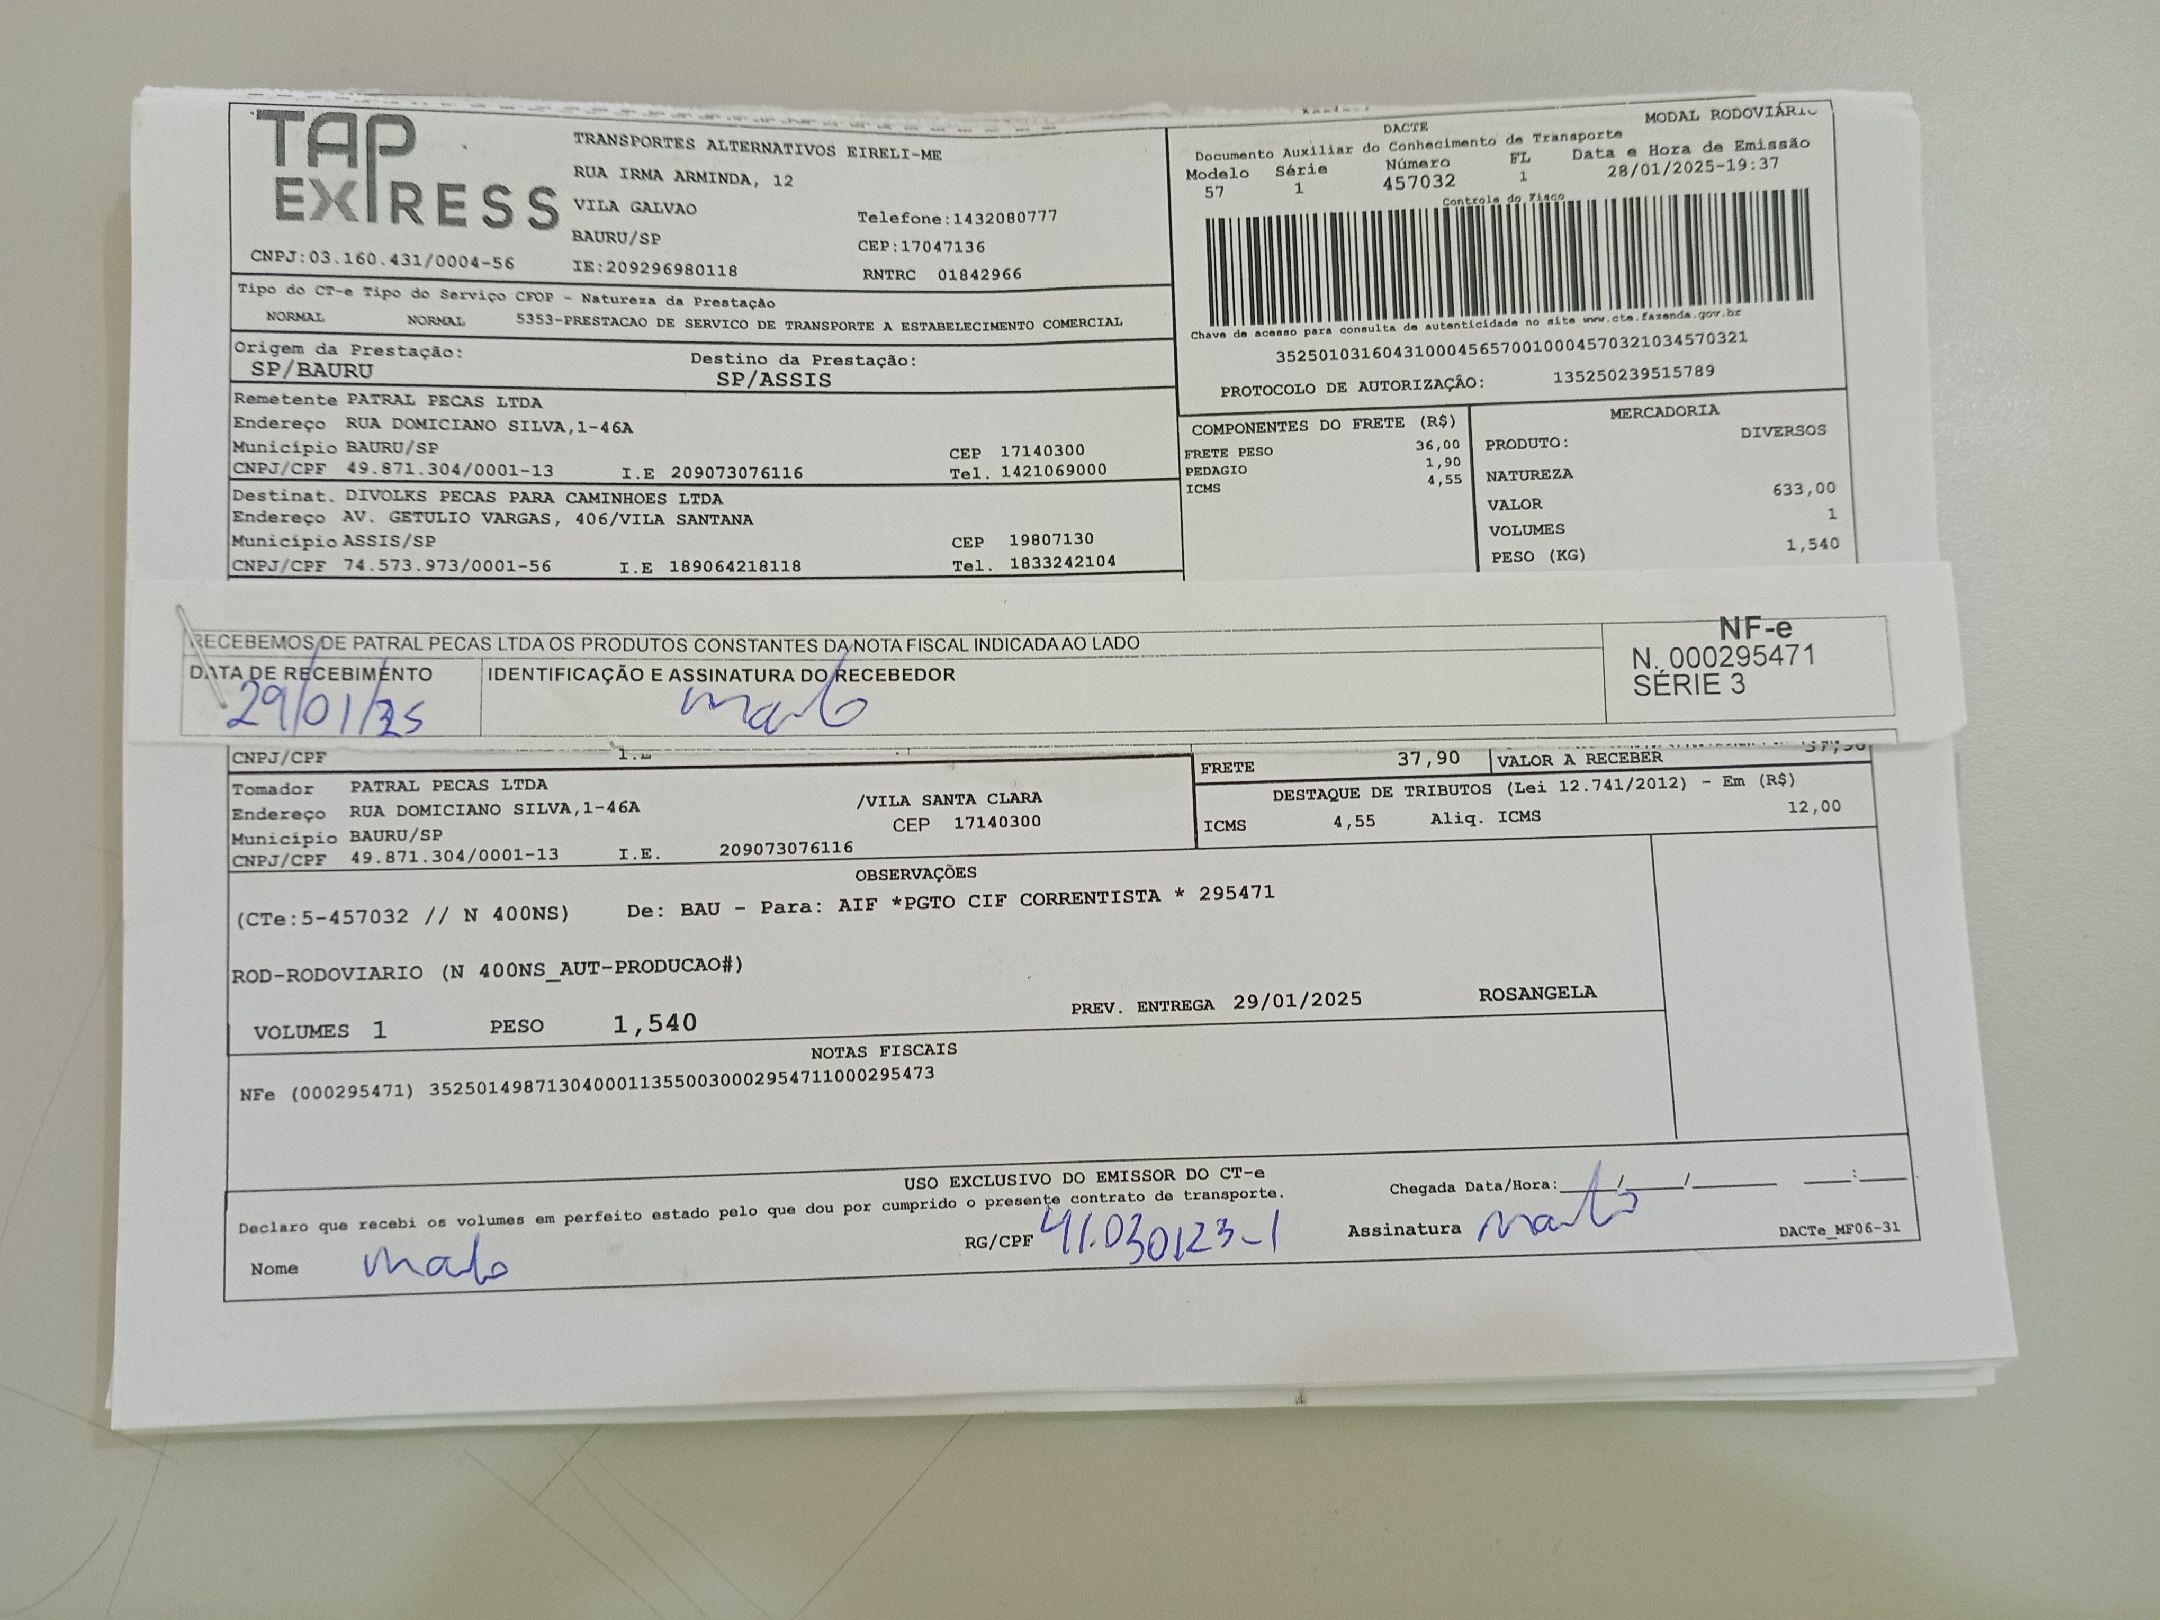 TAP
EXPRESS
TRANSPORTES ALTERNATIVOS EIRELI-ME
RUA IRMA ARMINDA, 12
VILA GALVAO
Telefone:1432080777
BAURU/SP
CEP:17047136
CNPJ:03.160.431/0004-56
IE:209296980118
RNTRC 01842966
MODAL RODOVIÁRIO
DACTE
Documento Auxiliar do Conhecimento de Transporte
Modelo Série Número FL Data e Hora de Emissão
57 1 457032 1 28/01/2025-19:37
Controle do Fisco
Chave de acesso para consulta de autenticidade no site www.cte.fazenda.gov.br
35250103160431000456570010004570321034570321
PROTOCOLO DE AUTORIZAÇÃO: 135250239515789
Tipo do CT-e Tipo do Serviço CFOP - Natureza da Prestação
NORMAL NORMAL 5353-PRESTACAO DE SERVICO DE TRANSPORTE A ESTABELECIMENTO COMERCIAL
Origem da Prestação: Destino da Prestação:
SP/BAURU SP/ASSIS
Remetente PATRAL PECAS LTDA
Endereço RUA DOMICIANO SILVA,1-46A
Município BAURU/SP CEP 17140300
CNPJ/CPF 49.871.304/0001-13 I.E 209073076116 Tel. 1421069000
Destinat. DIVOLKS PECAS PARA CAMINHOES LTDA
Endereço AV. GETULIO VARGAS, 406/VILA SANTANA
Município ASSIS/SP CEP 19807130
CNPJ/CPF 74.573.973/0001-56 I.E 189064218118 Tel. 1833242104
COMPONENTES DO FRETE (R$)
FRETE PESO 36,00
PEDAGIO 1,90
ICMS 4,55
MERCADORIA
PRODUTO: DIVERSOS
NATUREZA
VALOR 633,00
VOLUMES 1
PESO (KG) 1,540
RECEBEMOS DE PATRAL PECAS LTDA OS PRODUTOS CONSTANTES DA NOTA FISCAL INDICADA AO LADO
DATA DE RECEBIMENTO IDENTIFICAÇÃO E ASSINATURA DO RECEBEDOR
29/01/25
NF-e
N. 000295471
SÉRIE 3
CNPJ/CPF I.E
FRETE 37,90 VALOR A RECEBER 37,90
Tomador PATRAL PECAS LTDA
Endereço RUA DOMICIANO SILVA,1-46A /VILA SANTA CLARA
Município BAURU/SP CEP 17140300
CNPJ/CPF 49.871.304/0001-13 I.E. 209073076116
DESTAQUE DE TRIBUTOS (Lei 12.741/2012) - Em (R$)
ICMS 4,55 Aliq. ICMS 12,00
OBSERVAÇÕES
(CTe:5-457032 // N 400NS) De: BAU - Para: AIF *PGTO CIF CORRENTISTA * 295471
ROD-RODOVIARIO (N 400NS_AUT-PRODUCAO#)
VOLUMES 1 PESO 1,540 PREV. ENTREGA 29/01/2025 ROSANGELA
NOTAS FISCAIS
NFe (000295471) 35250149871304000113550030002954711000295473
USO EXCLUSIVO DO EMISSOR DO CT-e
Declaro que recebi os volumes em perfeito estado pelo que dou por cumprido o presente contrato de transporte.
Chegada Data/Hora:___/___/_____ ___:___
Nome RG/CPF 41.030123-1 Assinatura
DACTe_MF06-31